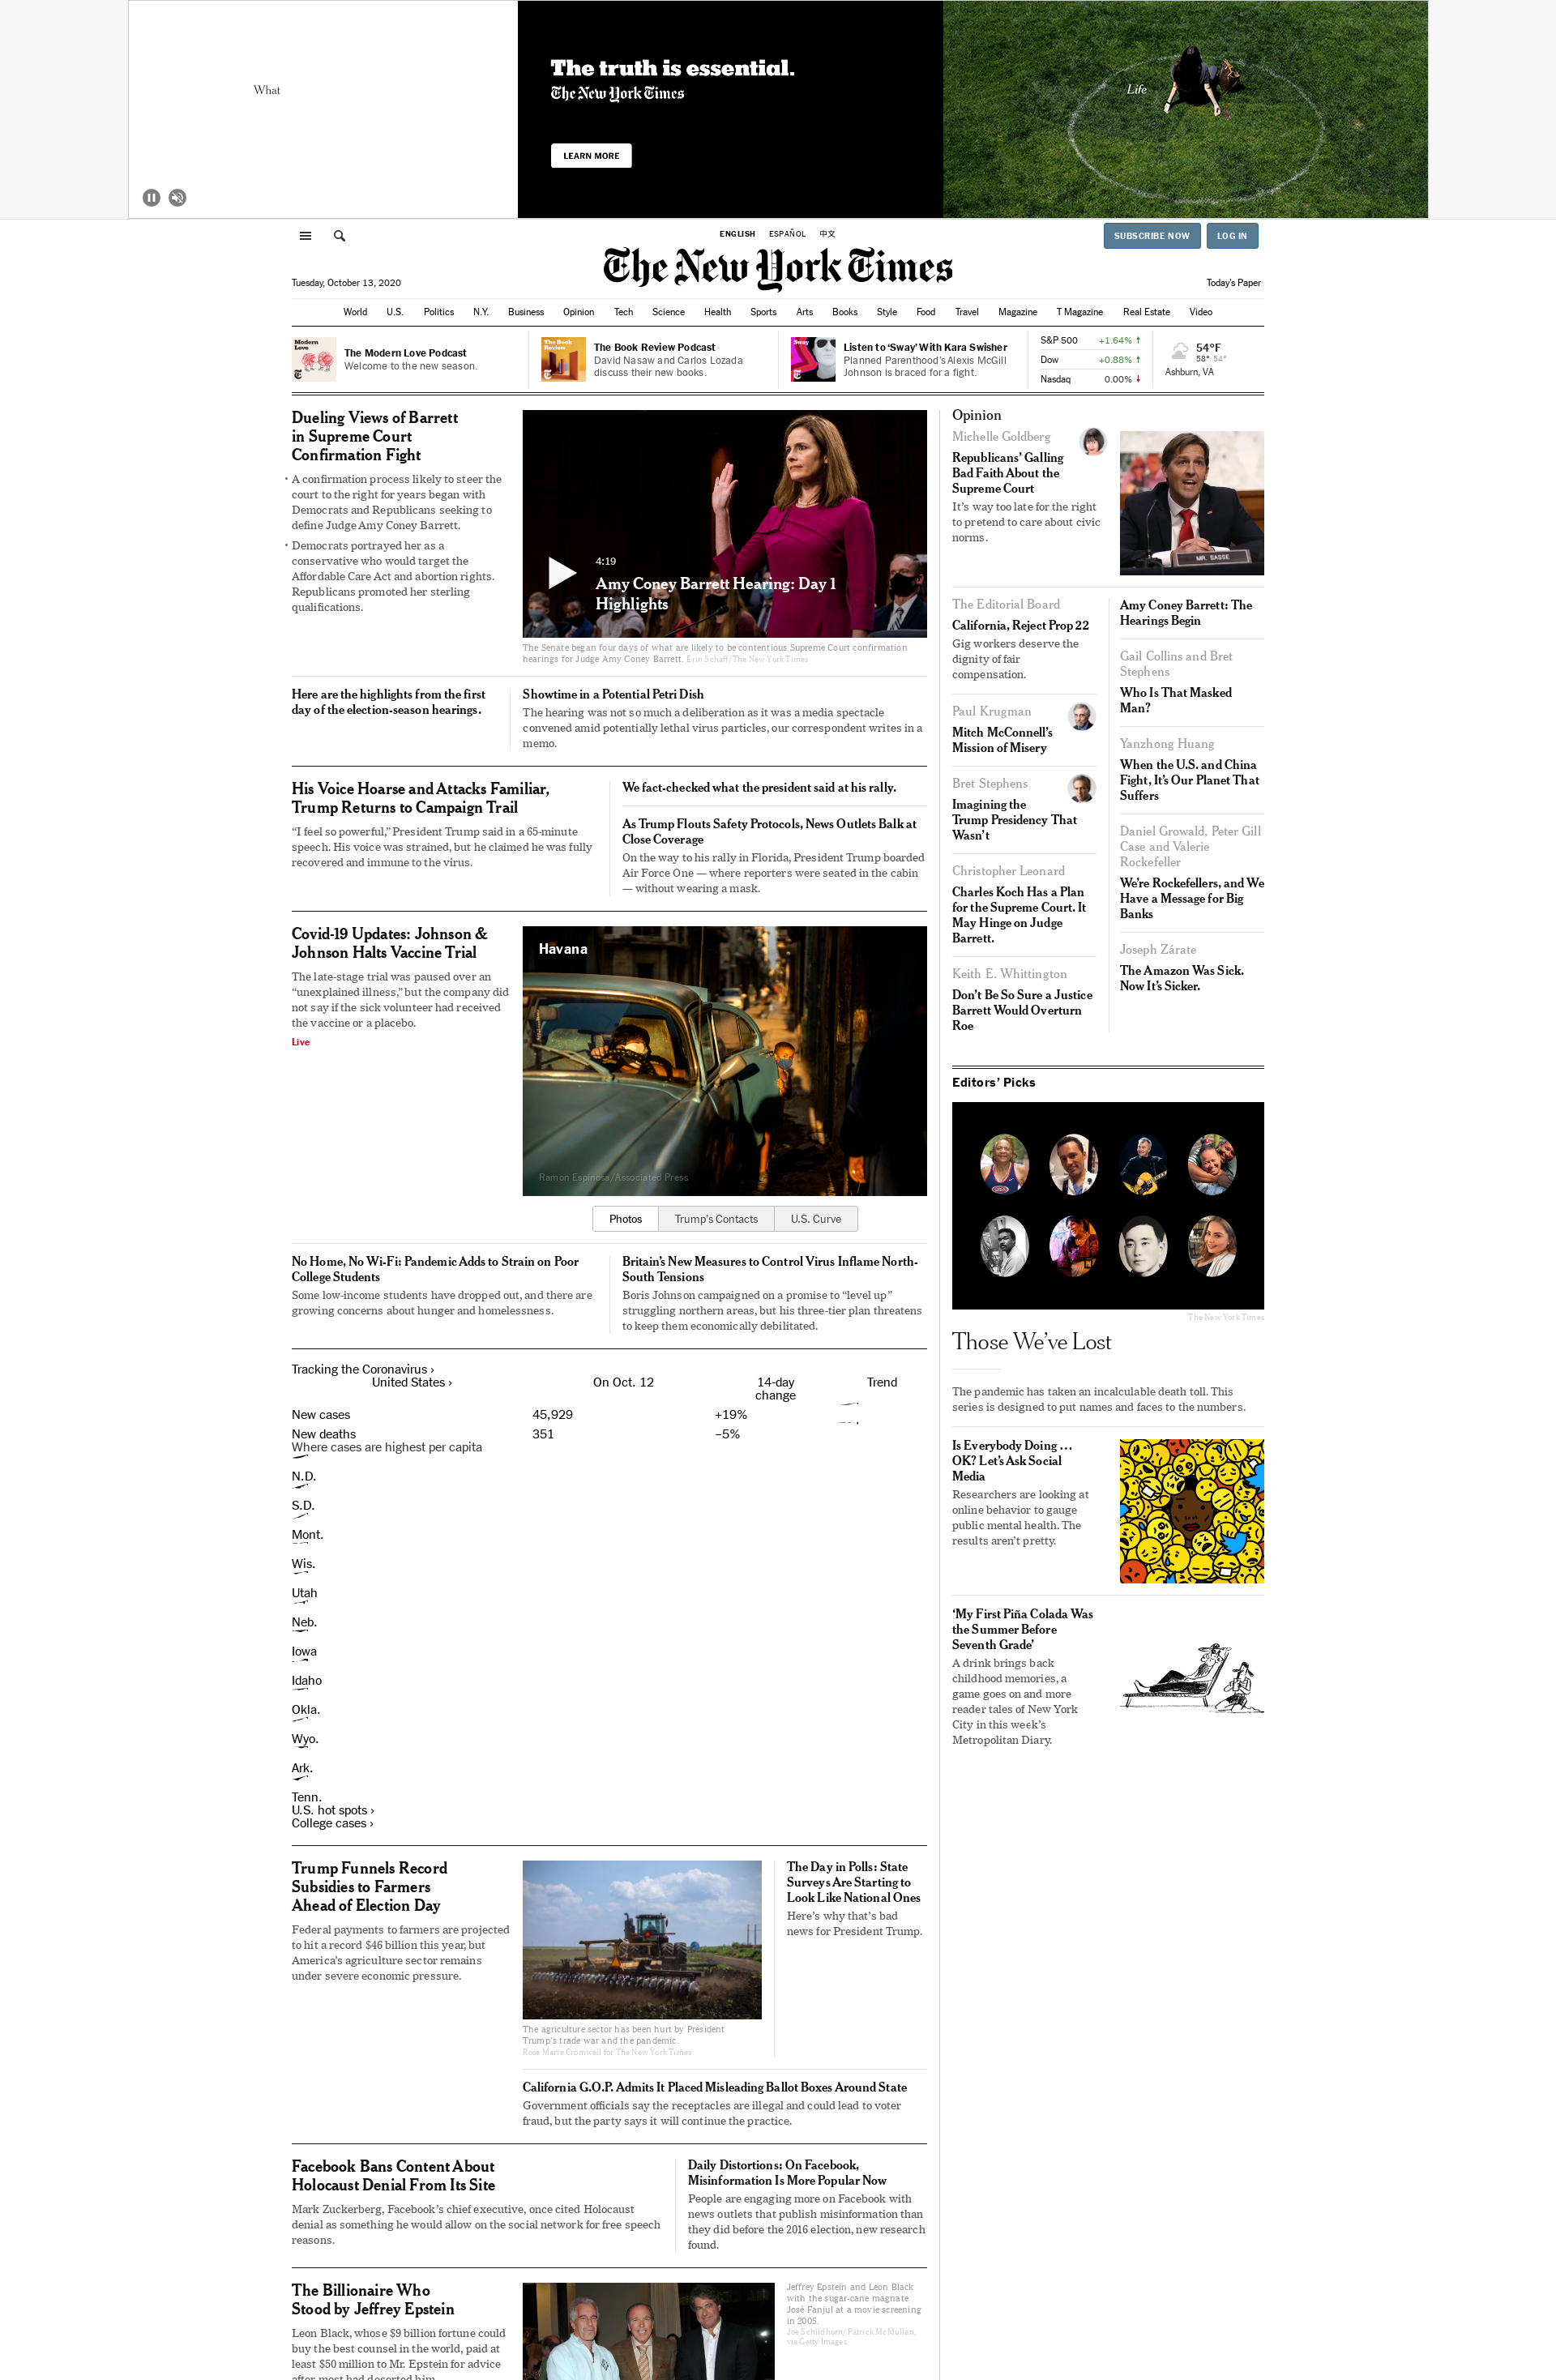 What
The truth is essential.
The New York Times
LEARN MORE
Life
ENGLISH ESPAÑOL 中文
SUBSCRIBE NOW LOG IN
The New York Times
Tuesday, October 13, 2020
Today's Paper
World U.S. Politics N.Y. Business Opinion Tech Science Health Sports Arts Books Style Food Travel Magazine T Magazine Real Estate Video
Modern
Love
The Modern Love Podcast
Welcome to the new season.
The Book
Review
The Book Review Podcast
David Nasaw and Carlos Lozada
discuss their new books.
Sway
Listen to ‘Sway’ With Kara Swisher
Planned Parenthood’s Alexis McGill
Johnson is braced for a fight.
S&P 500 +1.64%
Dow +0.88%
Nasdaq 0.00%
54°F
58° 54°
Ashburn, VA
Dueling Views of Barrett
in Supreme Court
Confirmation Fight
A confirmation process likely to steer the
court to the right for years began with
Democrats and Republicans seeking to
define Judge Amy Coney Barrett.
Democrats portrayed her as a
conservative who would target the
Affordable Care Act and abortion rights.
Republicans promoted her sterling
qualifications.
4:19
Amy Coney Barrett Hearing: Day 1
Highlights
The Senate began four days of what are likely to be contentious Supreme Court confirmation
hearings for Judge Amy Coney Barrett. Erin Schaff/The New York Times
Here are the highlights from the first
day of the election-season hearings.
Showtime in a Potential Petri Dish
The hearing was not so much a deliberation as it was a media spectacle
convened amid potentially lethal virus particles, our correspondent writes in a
memo.
His Voice Hoarse and Attacks Familiar,
Trump Returns to Campaign Trail
“I feel so powerful,” President Trump said in a 65-minute
speech. His voice was strained, but he claimed he was fully
recovered and immune to the virus.
We fact-checked what the president said at his rally.
As Trump Flouts Safety Protocols, News Outlets Balk at
Close Coverage
On the way to his rally in Florida, President Trump boarded
Air Force One — where reporters were seated in the cabin
— without wearing a mask.
Covid-19 Updates: Johnson &
Johnson Halts Vaccine Trial
The late-stage trial was paused over an
“unexplained illness,” but the company did
not say if the sick volunteer had received
the vaccine or a placebo.
Live
Havana
Ramon Espinosa/Associated Press
Photos Trump’s Contacts U.S. Curve
No Home, No Wi-Fi: Pandemic Adds to Strain on Poor
College Students
Some low-income students have dropped out, and there are
growing concerns about hunger and homelessness.
Britain’s New Measures to Control Virus Inflame North-
South Tensions
Boris Johnson campaigned on a promise to “level up”
struggling northern areas, but his three-tier plan threatens
to keep them economically debilitated.
Tracking the Coronavirus ›
United States › On Oct. 12 14-day
change Trend
New cases 45,929 +19%
New deaths 351 –5%
Where cases are highest per capita
N.D.
S.D.
Mont.
Wis.
Utah
Neb.
Iowa
Idaho
Okla.
Wyo.
Ark.
Tenn.
U.S. hot spots ›
College cases ›
Trump Funnels Record
Subsidies to Farmers
Ahead of Election Day
Federal payments to farmers are projected
to hit a record $46 billion this year, but
America’s agriculture sector remains
under severe economic pressure.
The agriculture sector has been hurt by President
Trump’s trade war and the pandemic.
Rose Marie Cromwell for The New York Times
The Day in Polls: State
Surveys Are Starting to
Look Like National Ones
Here’s why that’s bad
news for President Trump.
California G.O.P. Admits It Placed Misleading Ballot Boxes Around State
Government officials say the receptacles are illegal and could lead to voter
fraud, but the party says it will continue the practice.
Facebook Bans Content About
Holocaust Denial From Its Site
Mark Zuckerberg, Facebook’s chief executive, once cited Holocaust
denial as something he would allow on the social network for free speech
reasons.
Daily Distortions: On Facebook,
Misinformation Is More Popular Now
People are engaging more on Facebook with
news outlets that publish misinformation than
they did before the 2016 election, new research
found.
The Billionaire Who
Stood by Jeffrey Epstein
Leon Black, whose $9 billion fortune could
buy the best counsel in the world, paid at
least $50 million to Mr. Epstein for advice
after most had deserted him.
Jeffrey Epstein and Leon Black
with the sugar-cane magnate
José Fanjul at a movie screening
in 2005.
Joe Schildhorn/Patrick McMullan,
via Getty Images
Opinion
Michelle Goldberg
Republicans’ Galling
Bad Faith About the
Supreme Court
It’s way too late for the right
to pretend to care about civic
norms.
MR. SASSE
The Editorial Board
California, Reject Prop 22
Gig workers deserve the
dignity of fair
compensation.
Paul Krugman
Mitch McConnell’s
Mission of Misery
Bret Stephens
Imagining the
Trump Presidency That
Wasn’t
Christopher Leonard
Charles Koch Has a Plan
for the Supreme Court. It
May Hinge on Judge
Barrett.
Keith E. Whittington
Don’t Be So Sure a Justice
Barrett Would Overturn
Roe
Amy Coney Barrett: The
Hearings Begin
Gail Collins and Bret
Stephens
Who Is That Masked
Man?
Yanzhong Huang
When the U.S. and China
Fight, It’s Our Planet That
Suffers
Daniel Growald, Peter Gill
Case and Valerie
Rockefeller
We’re Rockefellers, and We
Have a Message for Big
Banks
Joseph Zárate
The Amazon Was Sick.
Now It’s Sicker.
Editors’ Picks
The New York Times
Those We’ve Lost
The pandemic has taken an incalculable death toll. This
series is designed to put names and faces to the numbers.
Is Everybody Doing …
OK? Let’s Ask Social
Media
Researchers are looking at
online behavior to gauge
public mental health. The
results aren’t pretty.
‘My First Piña Colada Was
the Summer Before
Seventh Grade’
A drink brings back
childhood memories, a
game goes on and more
reader tales of New York
City in this week’s
Metropolitan Diary.